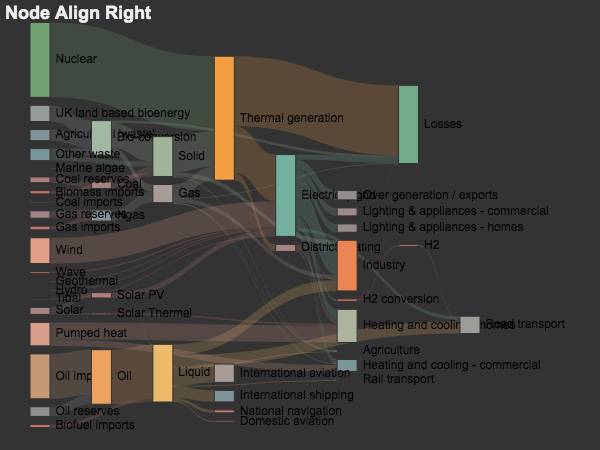 Node Align Right
Nuclear
UK land based bioenergy
Agricultural 'waste'
Other waste
Marine algae
Coal reserves
Biomass imports
Coal imports
Gas reserves
Gas imports
Wind
Wave
Geothermal
Hydro
Tidal
Solar
Pumped heat
Oil imports
Oil reserves
Biofuel imports
Bio-conversion
Coal
Ngas
Solar PV
Solar Thermal
Oil
Solid
Gas
Liquid
Thermal generation
International aviation
International shipping
National navigation
Domestic aviation
Electricity grid
District heating
Over generation / exports
Lighting & appliances - commercial
Lighting & appliances - homes
Industry
H2 conversion
Heating and cooling - homes
Agriculture
Heating and cooling - commercial
Rail transport
Losses
H2
Road transport